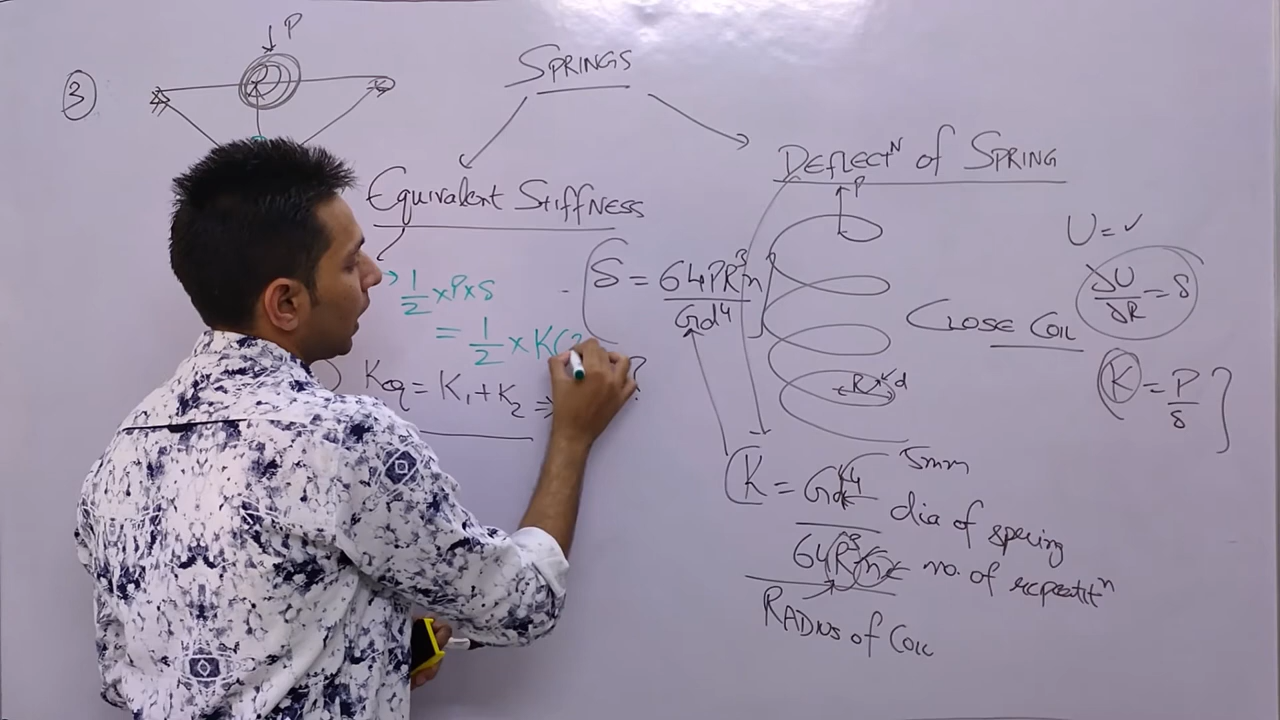 ③
P
R
SPRINGS
Equivalent Stiffness
1/2 × P × δ
= 1/2 × K(
Keq = K₁ + K₂ ⇒
?
DEFLECTᴺ of SPRING
P
δ = 64PR³n / Gd⁴
R
d
CLOSE COIL
U = ✓
∂U/∂R = δ
K = P/δ
K = Gd⁴ / 64R³n
5mm
dia of spring
no. of repeatitⁿ
RADIUS of COIL